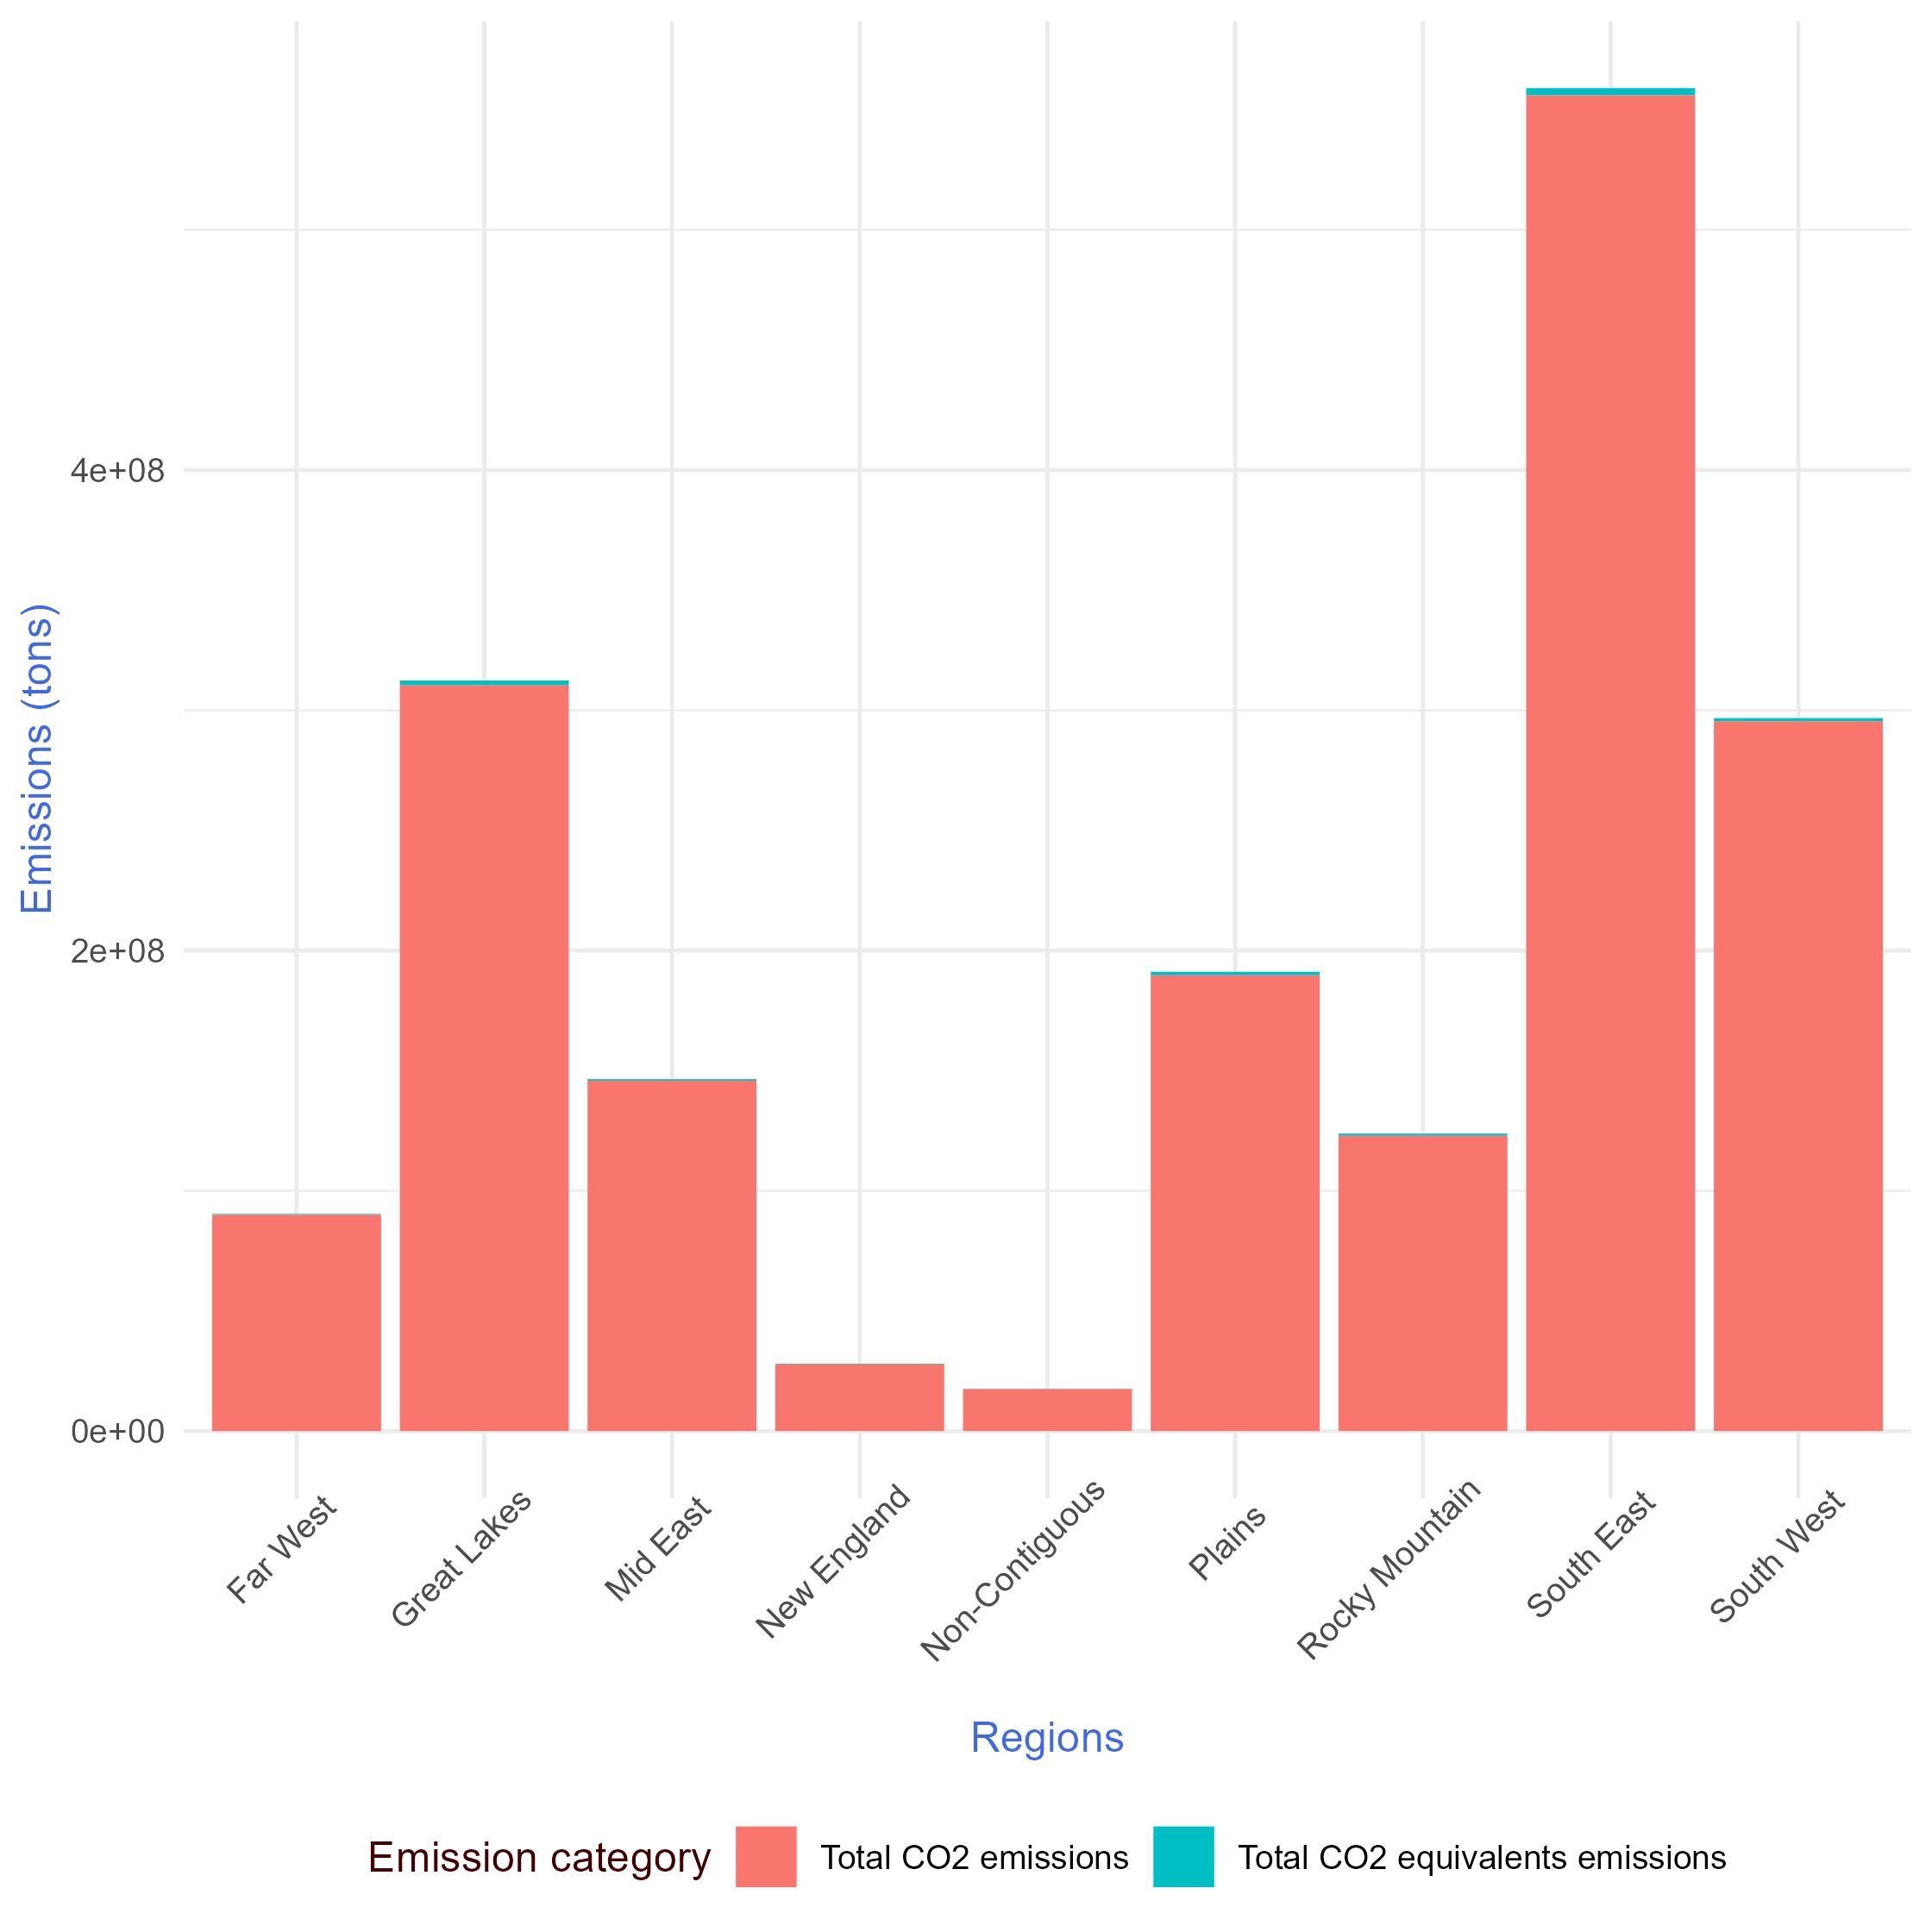 Emissions (tons)
4e+08
2e+08
0e+00
Far West
Great Lakes
Mid East
New England
Non-Contiguous
Plains
Rocky Mountain
South East
South West
Regions
Emission category
Total CO2 emissions
Total CO2 equivalents emissions